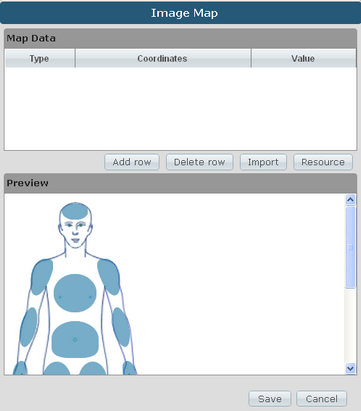 Image Map
Map Data
Type Coordinates Value
Add row Delete row Import Resource
Preview
Save Cancel